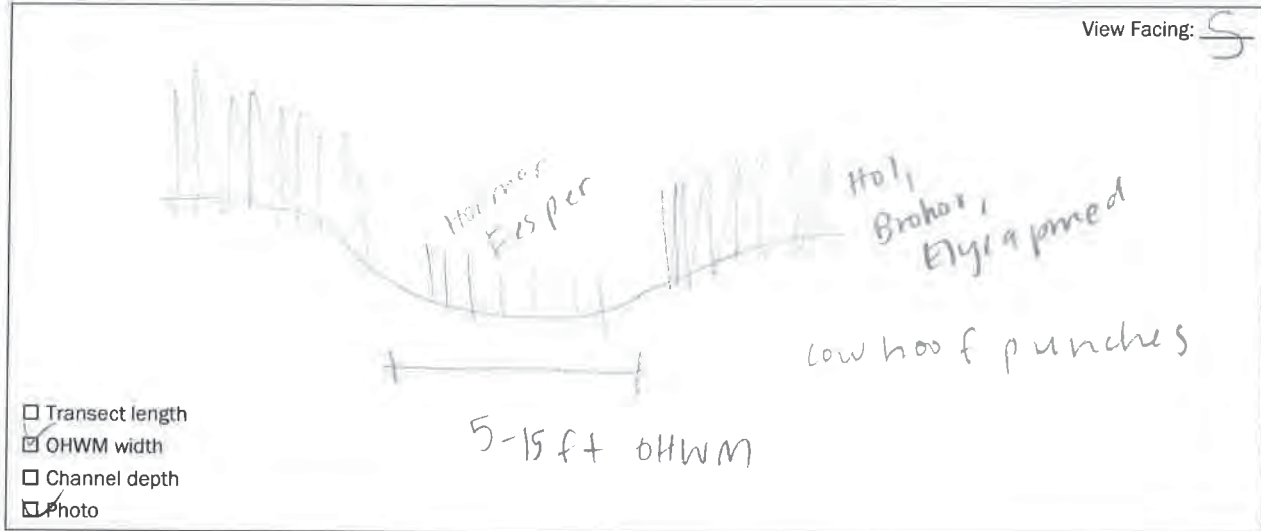 View Facing: S
Hormar
Fesper
Hol,
Brohor,
Elyc
cow hoof punches
5-15 ft OHWM
Transect length
OHWM width
Channel depth
Photo